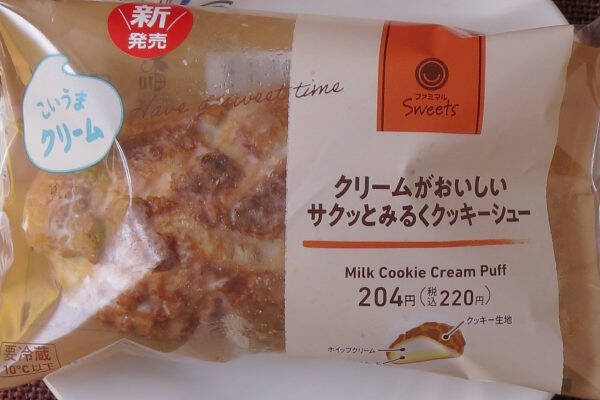 新
発売
こいうま
クリーム
Have a sweet time
ファミマル
Sweets
クリームがおいしい
サクッとみるくクッキーシュー
Milk Cookie Cream Puff
204円(税込220円)
クッキー生地
ホイップクリーム
要冷蔵
10℃以下